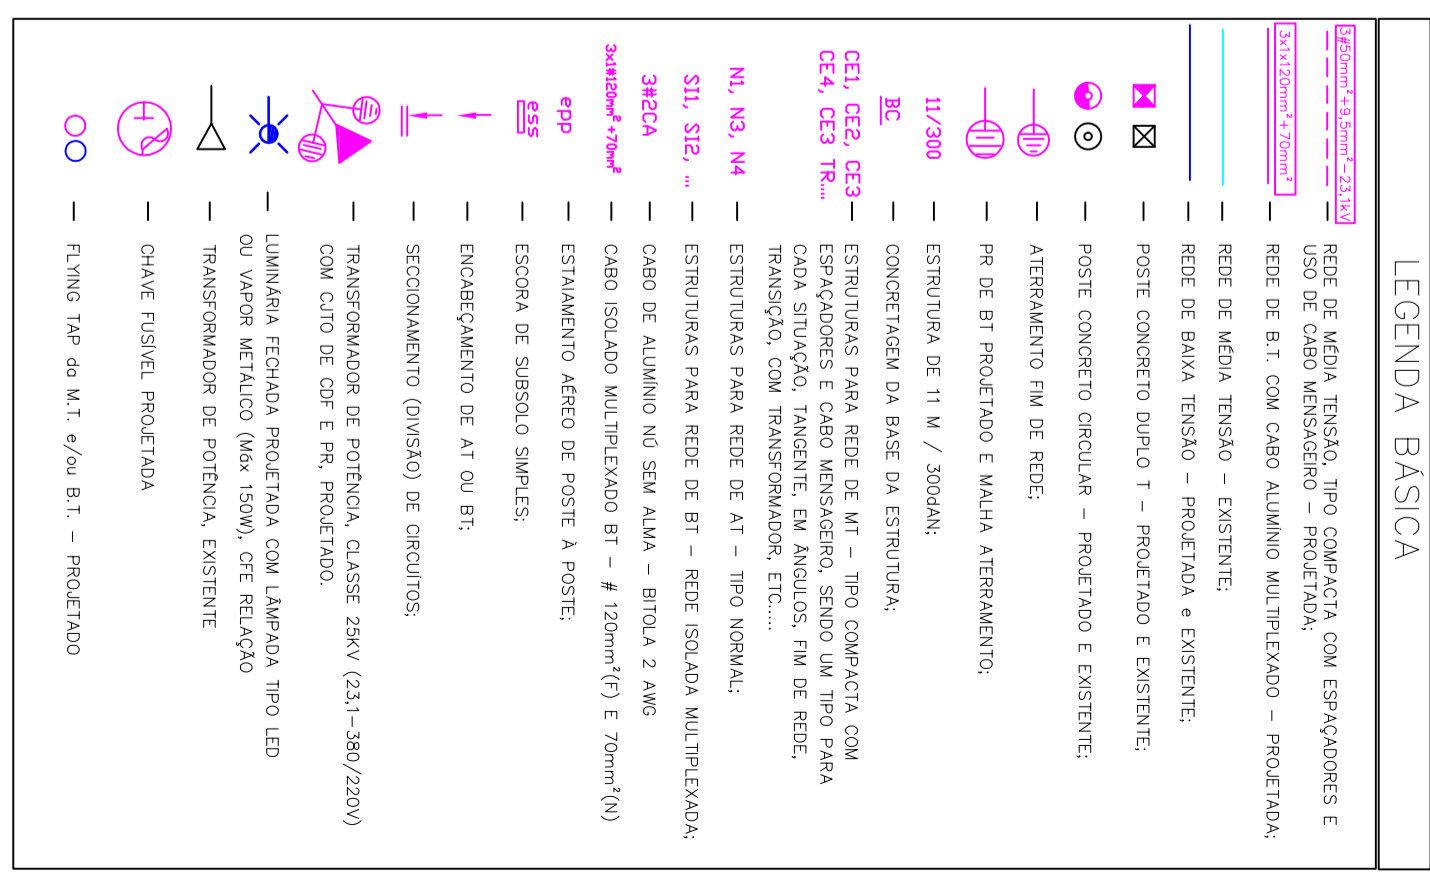 LEGENDA BÁSICA
3#50mm²+9,5mm²-23,1kV
— REDE DE MÉDIA TENSÃO, TIPO COMPACTA COM ESPAÇADORES E
USO DE CABO MENSAGEIRO - PROJETADA;
3x1x120mm²+70mm²
— REDE DE B.T. COM CABO ALUMÍNIO MULTIPLEXADO - PROJETADA;
— REDE DE MÉDIA TENSÃO - EXISTENTE;
— REDE DE BAIXA TENSÃO - PROJETADA e EXISTENTE;
— POSTE CONCRETO DUPLO T - PROJETADO E EXISTENTE;
— POSTE CONCRETO CIRCULAR - PROJETADO E EXISTENTE;
— ATERRAMENTO FIM DE REDE;
— PR DE BT PROJETADO E MALHA ATERRAMENTO;
11/300 — ESTRUTURA DE 11 M / 300dAN;
BC — CONCRETAGEM DA BASE DA ESTRUTURA;
CE1, CE2, CE3
CE4, CE3 TR....
— ESTRUTURAS PARA REDE DE MT - TIPO COMPACTA COM
ESPAÇADORES E CABO MENSAGEIRO, SENDO UM TIPO PARA
CADA SITUAÇÃO, TANGENTE, EM ÂNGULOS, FIM DE REDE,
TRANSIÇÃO, COM TRANSFORMADOR, ETC.....
N1, N3, N4 — ESTRUTURAS PARA REDE DE AT - TIPO NORMAL;
SI1, SI2, ... — ESTRUTURAS PARA REDE DE BT - REDE ISOLADA MULTIPLEXADA;
3#2CA — CABO DE ALUMÍNIO NÚ SEM ALMA - BITOLA 2 AWG
3x1#120mm²+70mm² — CABO ISOLADO MULTIPLEXADO BT - # 120mm²(F) E 70mm²(N)
epp — ESTAIAMENTO AÉREO DE POSTE À POSTE;
ess — ESCORA DE SUBSOLO SIMPLES;
— ENCABEÇAMENTO DE AT OU BT;
— SECCIONAMENTO (DIVISÃO) DE CIRCUÍTOS;
— TRANSFORMADOR DE POTÊNCIA, CLASSE 25KV (23,1-380/220V)
COM CJTO DE CDF E PR, PROJETADO.
— LUMINÁRIA FECHADA PROJETADA COM LÂMPADA TIPO LED
OU VAPOR METÁLICO (Máx 150W), CFE RELAÇÃO
— TRANSFORMADOR DE POTÊNCIA, EXISTENTE
— CHAVE FUSÍVEL PROJETADA
— FLYING TAP da M.T. e/ou B.T. - PROJETADO